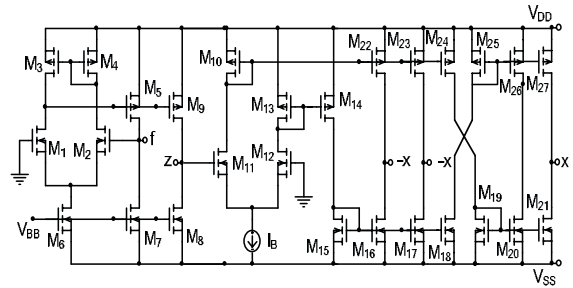 V_DD
M_3
M_4
M_5
M_9
M_10
M_13
M_14
M_22
M_23
M_24
M_25
M_26
M_27
M_1
M_2
f
z
M_11
M_12
-x
-x
x
M_19
M_21
V_BB
M_6
M_7
M_8
I_B
M_15
M_16
M_17
M_18
M_20
V_SS